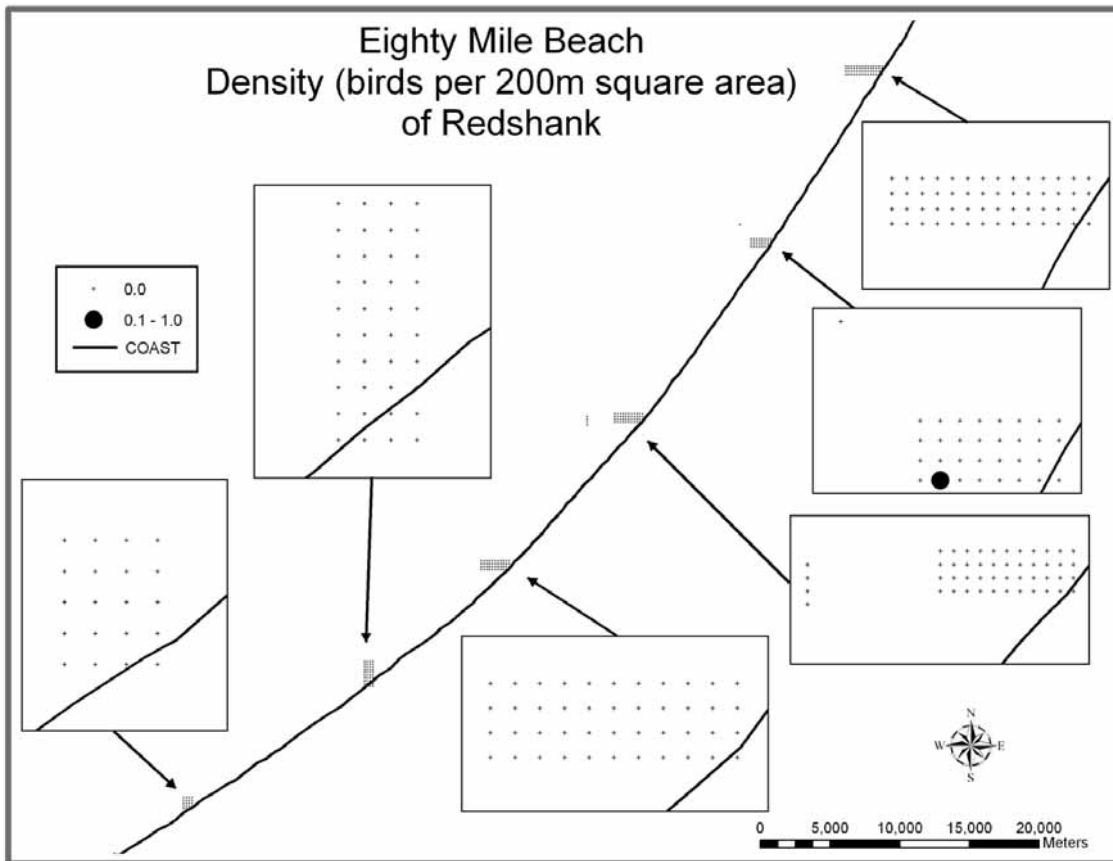 Eighty Mile Beach
Density (birds per 200m square area)
of Redshank
0.0
0.1 - 1.0
COAST
N
W E
S
0 5,000 10,000 15,000 20,000
Meters